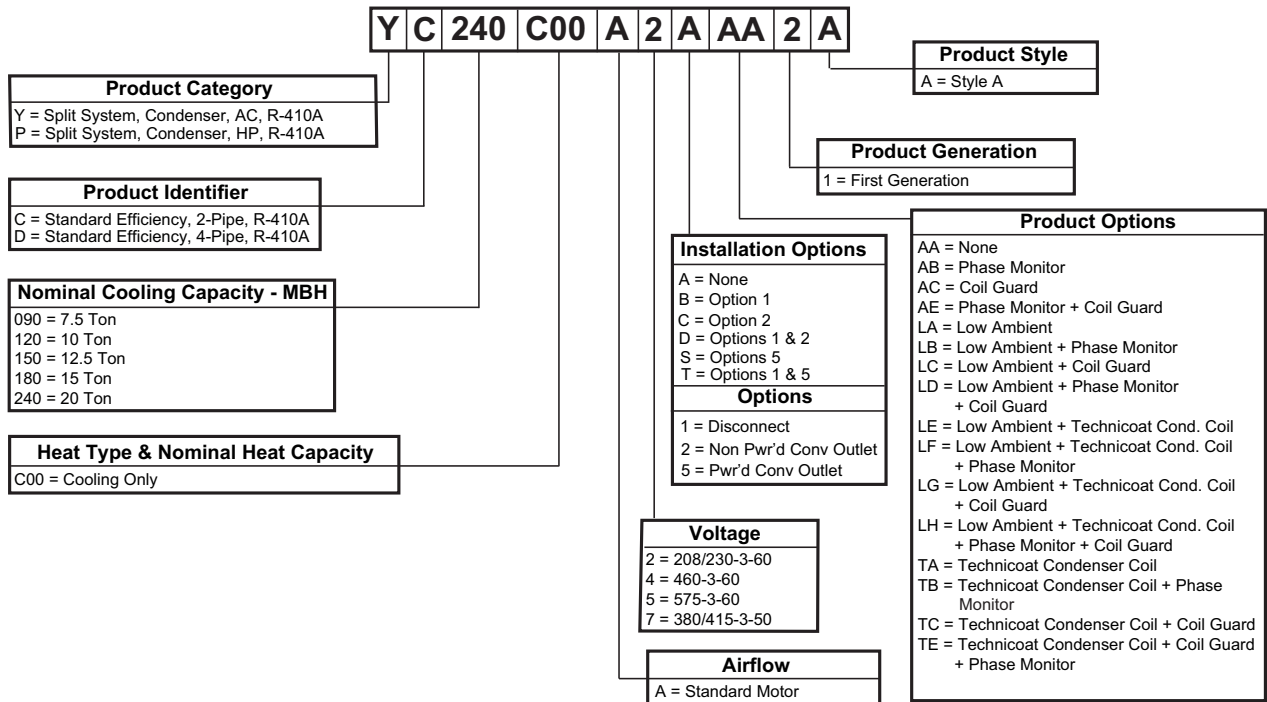 Y C 240 C00 A 2 A AA 2 A
Product Category
Y = Split System, Condenser, AC, R-410A
P = Split System, Condenser, HP, R-410A
Product Identifier
C = Standard Efficiency, 2-Pipe, R-410A
D = Standard Efficiency, 4-Pipe, R-410A
Nominal Cooling Capacity - MBH
090 = 7.5 Ton
120 = 10 Ton
150 = 12.5 Ton
180 = 15 Ton
240 = 20 Ton
Heat Type & Nominal Heat Capacity
C00 = Cooling Only
Airflow
A = Standard Motor
Voltage
2 = 208/230-3-60
4 = 460-3-60
5 = 575-3-60
7 = 380/415-3-50
Installation Options
A = None
B = Option 1
C = Option 2
D = Options 1 & 2
S = Options 5
T = Options 1 & 5
Options
1 = Disconnect
2 = Non Pwr'd Conv Outlet
5 = Pwr'd Conv Outlet
Product Options
AA = None
AB = Phase Monitor
AC = Coil Guard
AE = Phase Monitor + Coil Guard
LA = Low Ambient
LB = Low Ambient + Phase Monitor
LC = Low Ambient + Coil Guard
LD = Low Ambient + Phase Monitor
+ Coil Guard
LE = Low Ambient + Technicoat Cond. Coil
LF = Low Ambient + Technicoat Cond. Coil
+ Phase Monitor
LG = Low Ambient + Technicoat Cond. Coil
+ Coil Guard
LH = Low Ambient + Technicoat Cond. Coil
+ Phase Monitor + Coil Guard
TA = Technicoat Condenser Coil
TB = Technicoat Condenser Coil + Phase
Monitor
TC = Technicoat Condenser Coil + Coil Guard
TE = Technicoat Condenser Coil + Coil Guard
+ Phase Monitor
Product Generation
1 = First Generation
Product Style
A = Style A